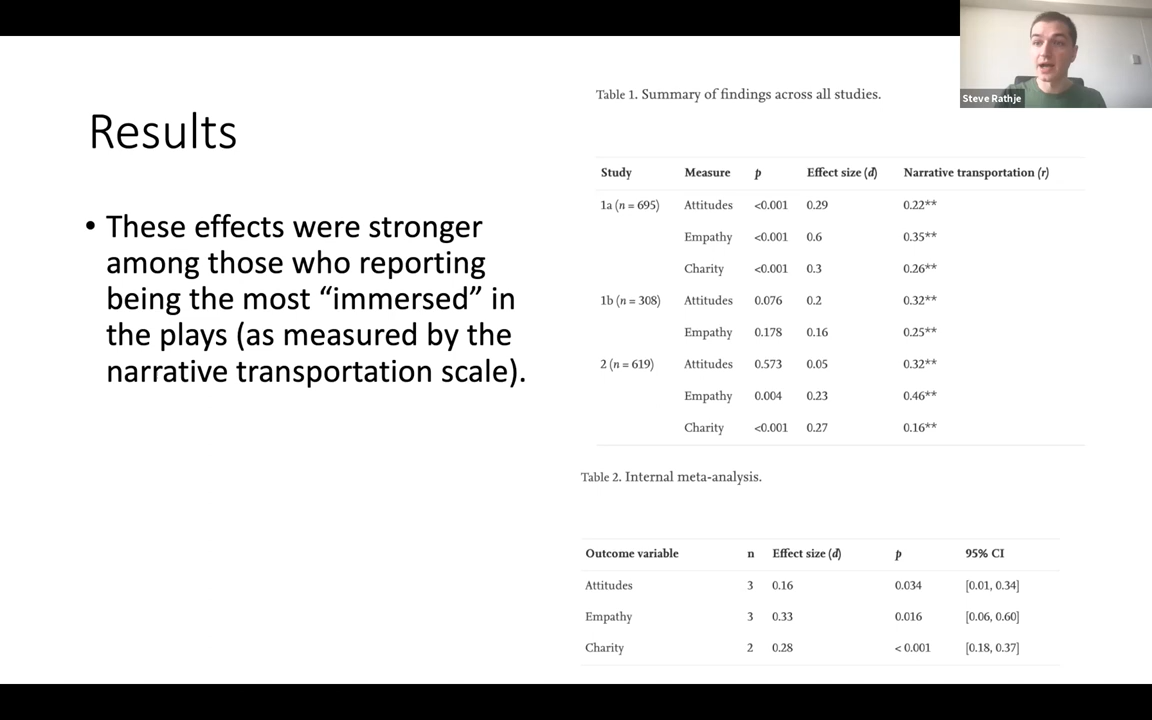 Steve Rathje
Results
• These effects were stronger
among those who reporting
being the most “immersed” in
the plays (as measured by the
narrative transportation scale).
Table 1. Summary of findings across all studies.
Study Measure p Effect size (d) Narrative transportation (r)
1a (n = 695) Attitudes <0.001 0.29 0.22**
Empathy <0.001 0.6 0.35**
Charity <0.001 0.3 0.26**
1b (n = 308) Attitudes 0.076 0.2 0.32**
Empathy 0.178 0.16 0.25**
2 (n = 619) Attitudes 0.573 0.05 0.32**
Empathy 0.004 0.23 0.46**
Charity <0.001 0.27 0.16**
Table 2. Internal meta-analysis.
Outcome variable n Effect size (d) p 95% CI
Attitudes 3 0.16 0.034 [0.01, 0.34]
Empathy 3 0.33 0.016 [0.06, 0.60]
Charity 2 0.28 < 0.001 [0.18, 0.37]